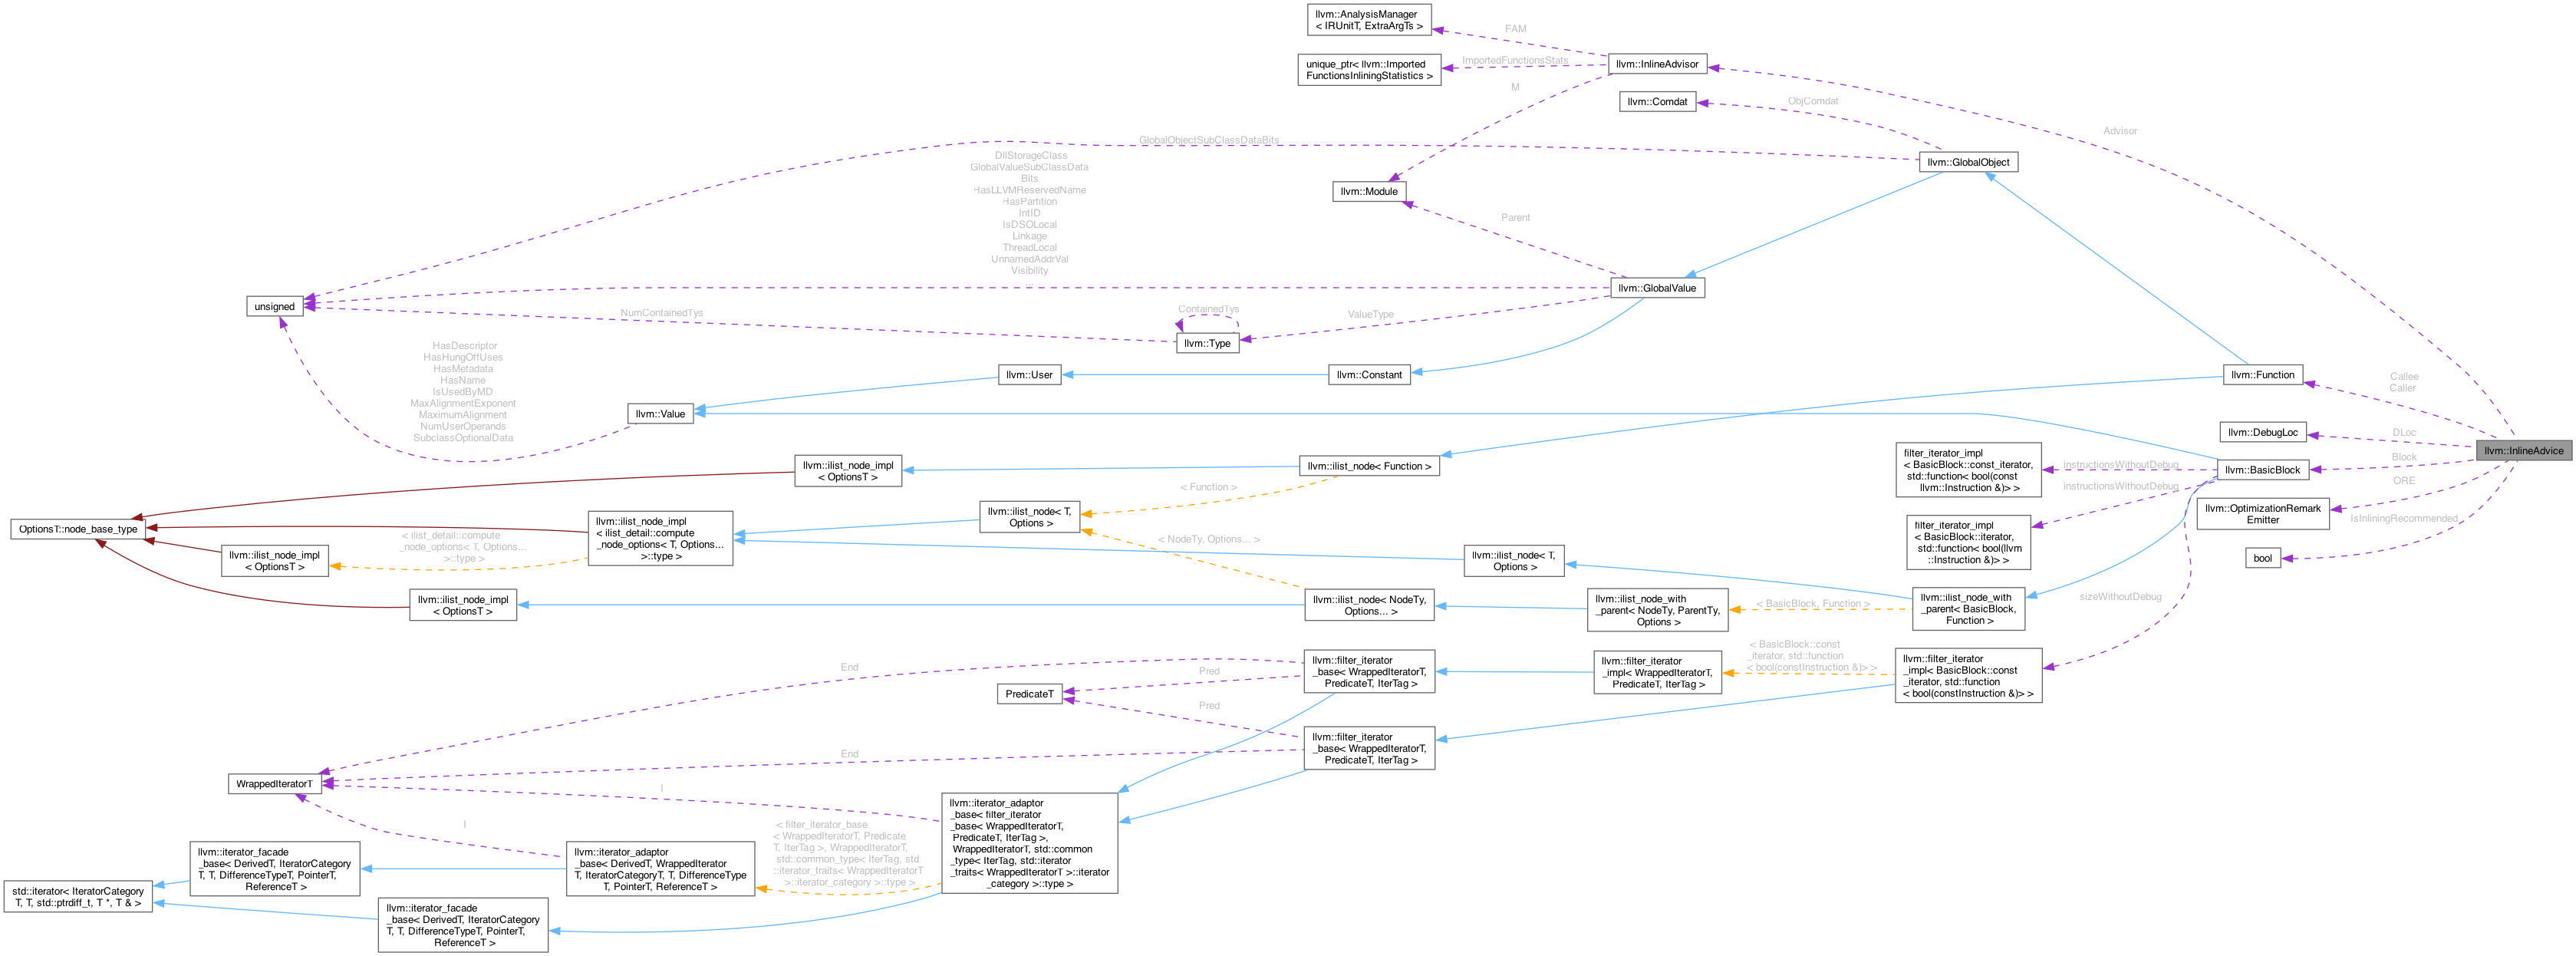 llvm::AnalysisManager
< IRUnitT, ExtraArgTs >
FAM
unique_ptr< llvm::Imported
FunctionsInliningStatistics >
ImportedFunctionsStats
llvm::InlineAdvisor
M
llvm::Comdat
ObjComdat
Advisor
GlobalObjectSubClassDataBits
llvm::GlobalObject
DllStorageClass
GlobalValueSubClassData
Bits
HasLLVMReservedName
HasPartition
IntID
IsDSOLocal
Linkage
ThreadLocal
UnnamedAddrVal
Visibility
...
llvm::Module
Parent
llvm::GlobalValue
unsigned
NumContainedTys
ContainedTys
llvm::Type
ValueType
HasDescriptor
HasHungOffUses
HasMetadata
HasName
IsUsedByMD
MaxAlignmentExponent
MaximumAlignment
NumUserOperands
SubclassOptionalData
llvm::User
llvm::Constant
llvm::Function
Callee
Caller
llvm::Value
llvm::DebugLoc
DLoc
llvm::InlineAdvice
filter_iterator_impl
< BasicBlock::const_iterator,
std::function< bool(const
llvm::Instruction &)> >
instructionsWithoutDebug
llvm::BasicBlock
Block
ORE
llvm::ilist_node_impl
< OptionsT >
llvm::ilist_node< Function >
< Function >
instructionsWithoutDebug
filter_iterator_impl
< BasicBlock::iterator,
std::function< bool(llvm
::Instruction &)> >
llvm::OptimizationRemark
Emitter
IsInliningRecommended
bool
OptionsT::node_base_type
llvm::ilist_node_impl
< OptionsT >
< ilist_detail::compute
_node_options< T, Options...
>::type >
llvm::ilist_node_impl
< ilist_detail::compute
_node_options< T, Options...
>::type >
llvm::ilist_node< T,
Options >
< NodeTy, Options... >
llvm::ilist_node< T,
Options >
llvm::ilist_node_impl
< OptionsT >
llvm::ilist_node< NodeTy,
Options... >
llvm::ilist_node_with
_parent< NodeTy, ParentTy,
Options >
< BasicBlock, Function >
llvm::ilist_node_with
_parent< BasicBlock,
Function >
sizeWithoutDebug
End
llvm::filter_iterator
_base< WrappedIteratorT,
PredicateT, IterTag >
Pred
llvm::filter_iterator
_impl< WrappedIteratorT,
PredicateT, IterTag >
< BasicBlock::const
_iterator, std::function
< bool(constInstruction &)> >
llvm::filter_iterator
_impl< BasicBlock::const
_iterator, std::function
< bool(constInstruction &)> >
PredicateT
Pred
End
llvm::filter_iterator
_base< WrappedIteratorT,
PredicateT, IterTag >
WrappedIteratorT
I
I
llvm::iterator_adaptor
_base< filter_iterator
_base< WrappedIteratorT,
PredicateT, IterTag >,
WrappedIteratorT, std::common
_type< IterTag, std::iterator
_traits< WrappedIteratorT >::iterator
_category >::type >
< filter_iterator_base
< WrappedIteratorT, Predicate
T, IterTag >, WrappedIteratorT,
std::common_type< IterTag, std
::iterator_traits< WrappedIteratorT
>::iterator_category >::type >
llvm::iterator_adaptor
_base< DerivedT, WrappedIterator
T, IteratorCategoryT, T, DifferenceType
T, PointerT, ReferenceT >
llvm::iterator_facade
_base< DerivedT, IteratorCategory
T, T, DifferenceTypeT, PointerT,
ReferenceT >
std::iterator< IteratorCategory
T, T, std::ptrdiff_t, T *, T & >
llvm::iterator_facade
_base< DerivedT, IteratorCategory
T, T, DifferenceTypeT, PointerT,
ReferenceT >